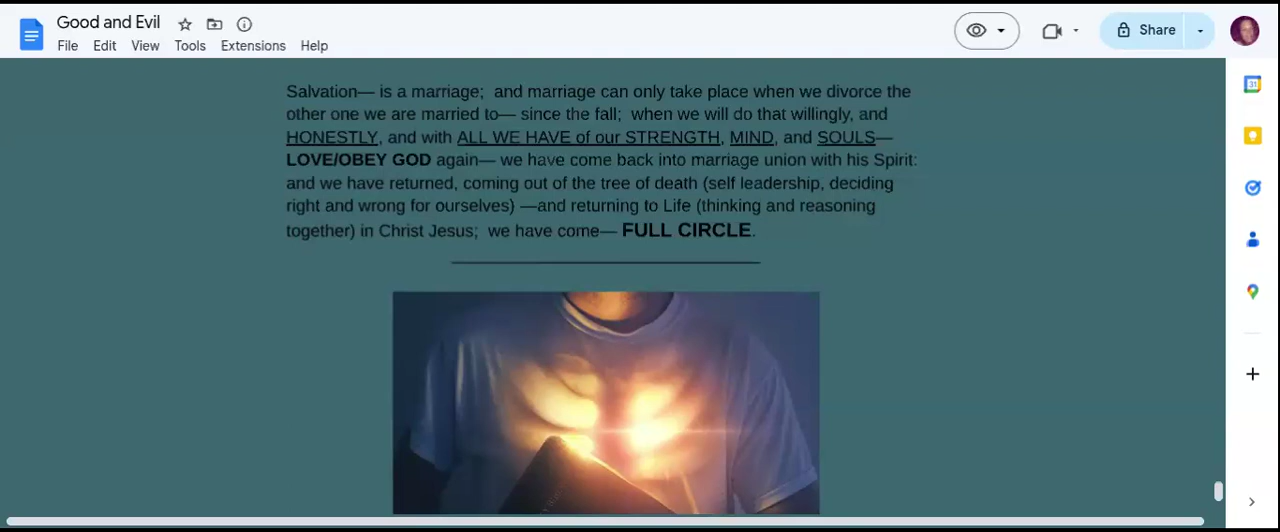 Good and Evil
File Edit View Tools Extensions Help
Share
31
Salvation— is a marriage;  and marriage can only take place when we divorce the
other one we are married to— since the fall;  when we will do that willingly, and
HONESTLY, and with ALL WE HAVE of our STRENGTH, MIND, and SOULS—
LOVE/OBEY GOD again— we have come back into marriage union with his Spirit:
and we have returned, coming out of the tree of death (self leadership, deciding
right and wrong for ourselves) —and returning to Life (thinking and reasoning
together) in Christ Jesus;  we have come— FULL CIRCLE.